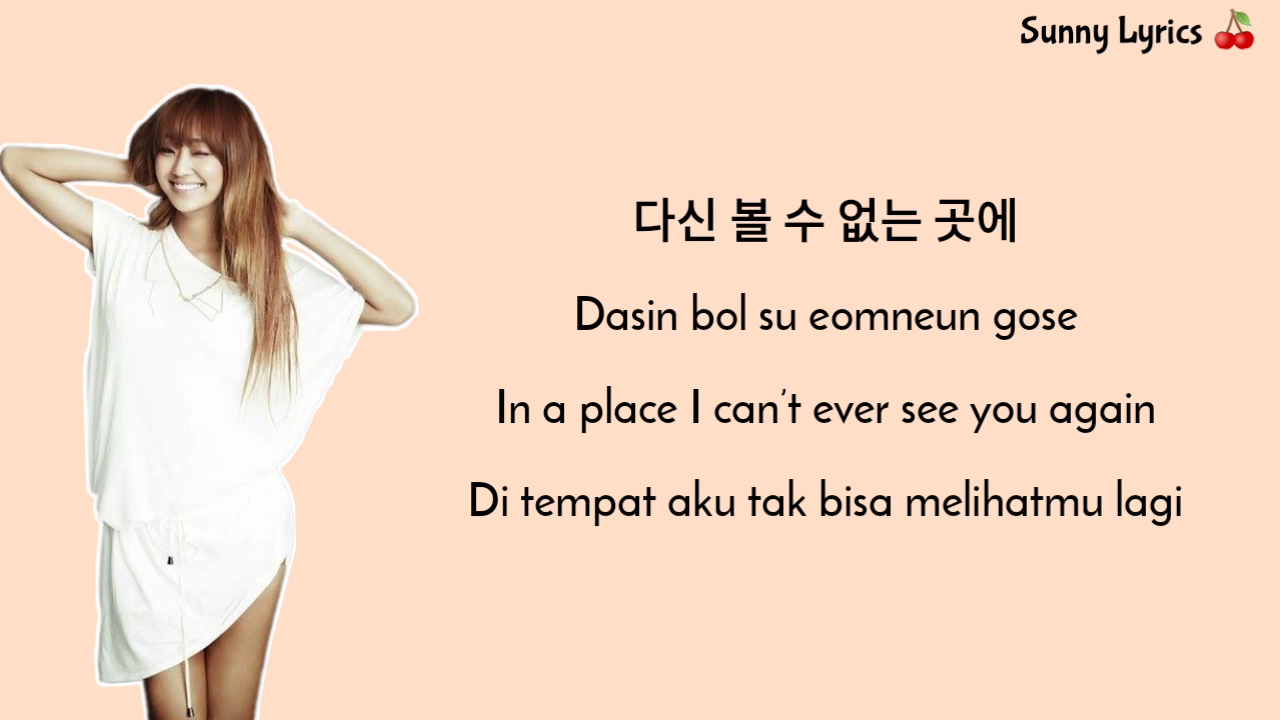 Sunny Lyrics 🍒
다신 볼 수 없는 곳에
Dasin bol su eomneun gose
In a place I can't ever see you again
Di tempat aku tak bisa melihatmu lagi